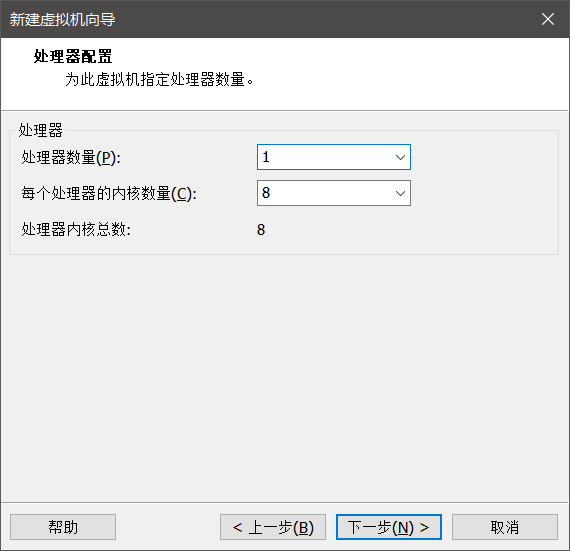 新建虚拟机向导
处理器配置
为此虚拟机指定处理器数量。
处理器
处理器数量(P): 1
每个处理器的内核数量(C): 8
处理器内核总数: 8
帮助 < 上一步(B) 下一步(N) > 取消